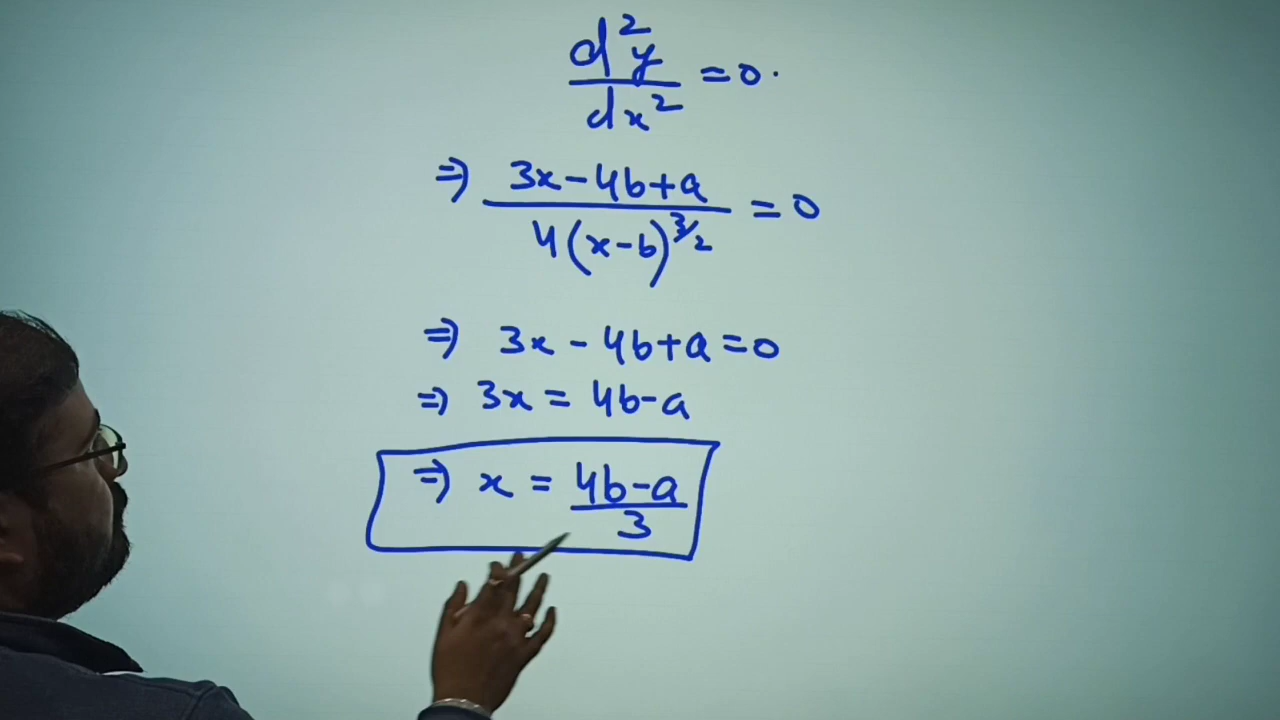 d²y/dx² = 0.
⇒ (3x-4b+a)/(4(x-b)^3/2) = 0
⇒ 3x - 4b+a = 0
⇒ 3x = 4b-a
⇒ x = (4b-a)/3